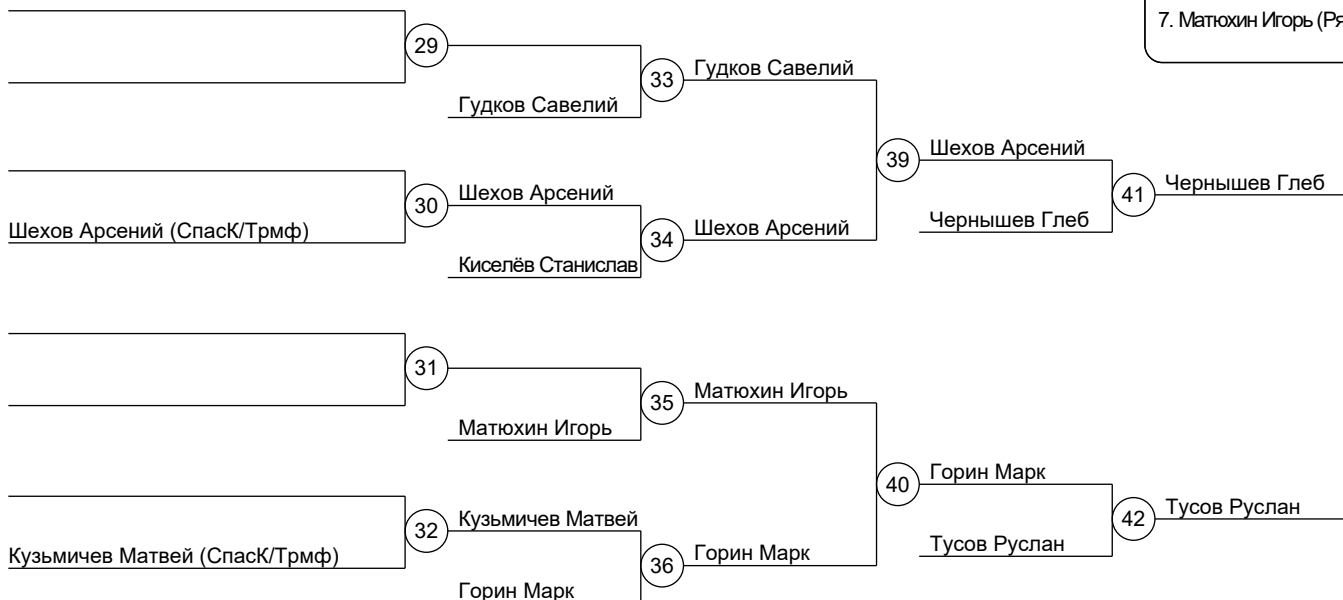 7. Матюхин Игорь
29
33
Гудков Савелий
Гудков Савелий
39
Шехов Арсений
41
Чернышев Глеб
Чернышев Глеб
30
Шехов Арсений
Шехов Арсений (СпасК/Трмф)
34
Шехов Арсений
Киселёв Станислав
31
35
Матюхин Игорь
Матюхин Игорь
40
Горин Марк
42
Тусов Руслан
Тусов Руслан
32
Кузьмичев Матвей
Кузьмичев Матвей (СпасК/Трмф)
36
Горин Марк
Горин Марк